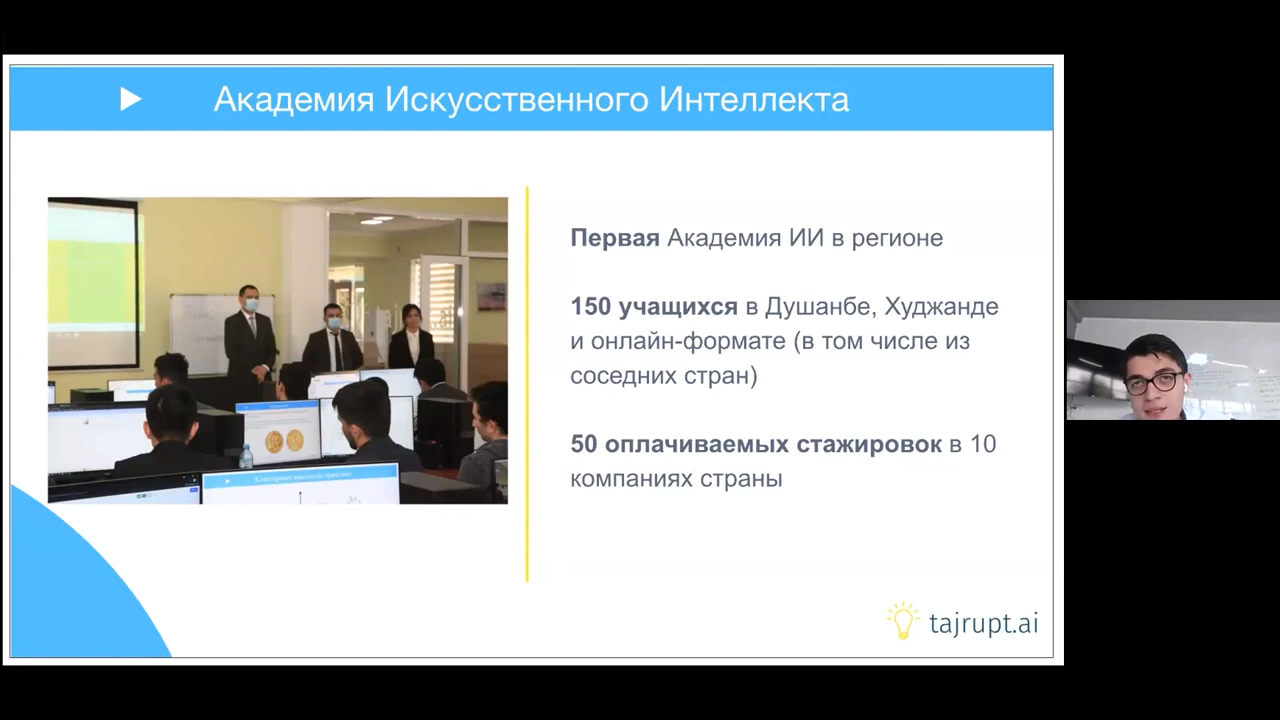 Академия Искусственного Интеллекта
Первая Академия ИИ в регионе
150 учащихся в Душанбе, Худжанде
и онлайн-формате (в том числе из
соседних стран)
50 оплачиваемых стажировок в 10
компаниях страны
tajrupt.ai